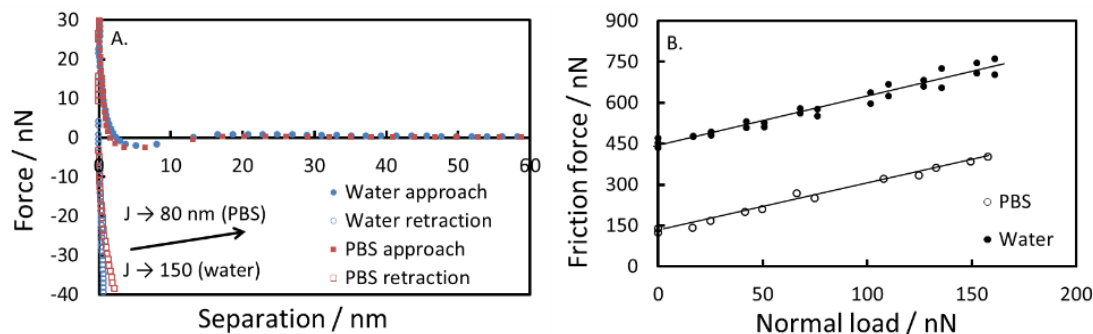 A.
Force / nN
30
20
10
0
-10
-20
-30
-40
0
10
20
30
40
50
60
J → 80 nm (PBS)
J → 150 (water)
Water approach
Water retraction
PBS approach
PBS retraction
Separation / nm
B.
Friction force / nN
900
750
600
450
300
150
0
0
50
100
150
200
PBS
Water
Normal load / nN